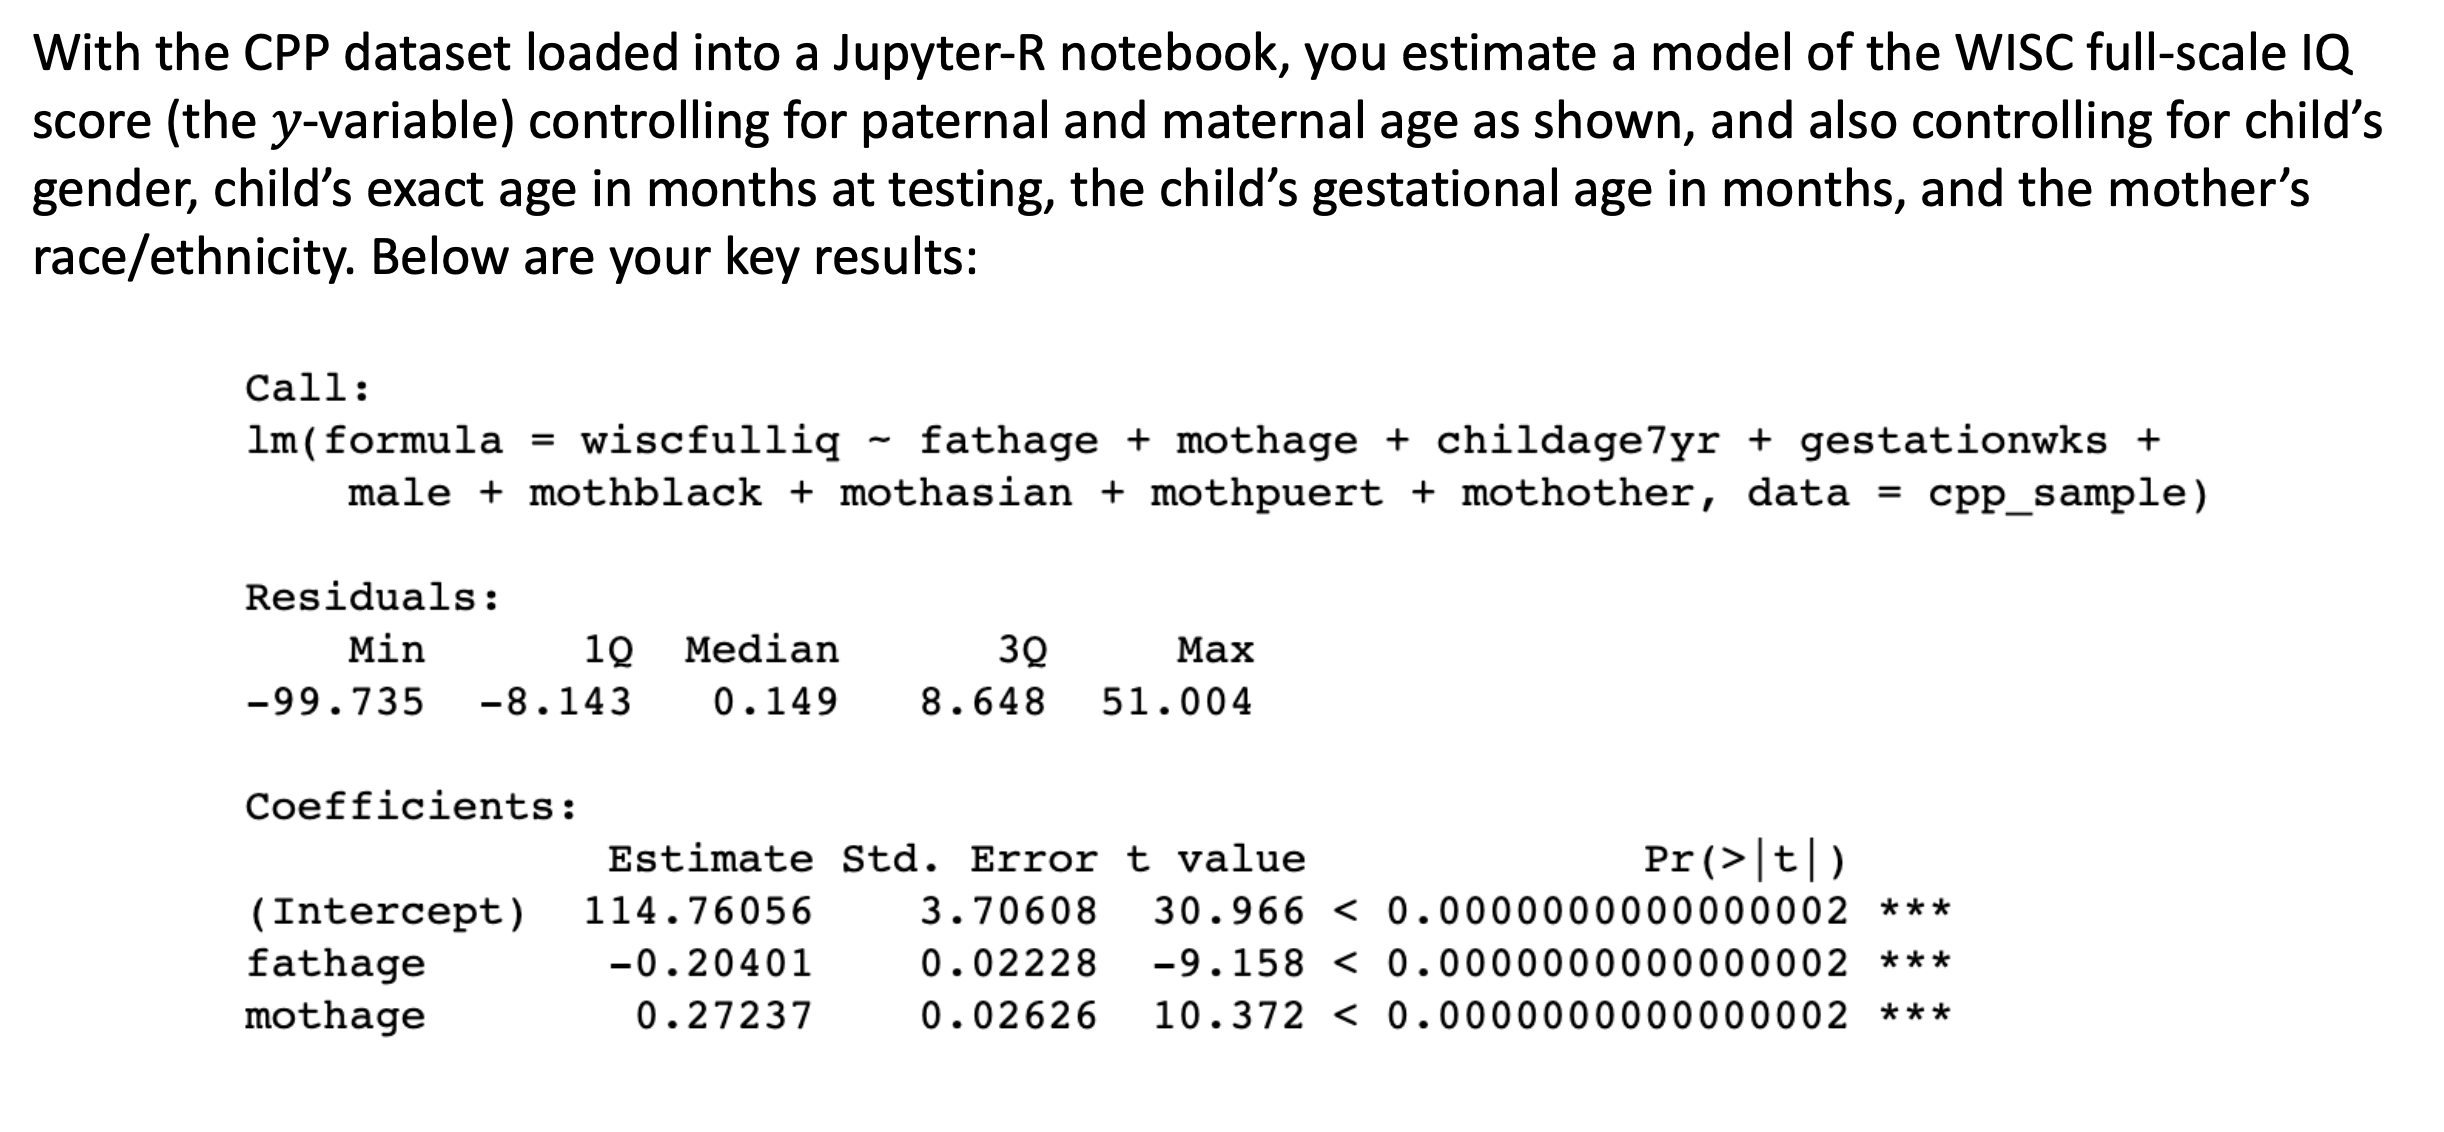 With the CPP dataset loaded into a Jupyter-R notebook, you estimate a model of the WISC full-scale IQ
score (the y-variable) controlling for paternal and maternal age as shown, and also controlling for child’s
gender, child’s exact age in months at testing, the child’s gestational age in months, and the mother’s
race/ethnicity. Below are your key results:
Call:
lm(formula = wiscfulliq ~ fathage + mothage + childage7yr + gestationwks +
    male + mothblack + mothasian + mothpuert + mothother, data = cpp_sample)
Residuals:
    Min      1Q  Median      3Q     Max
-99.735  -8.143   0.149   8.648  51.004
Coefficients:
              Estimate Std. Error t value             Pr(>|t|)
(Intercept)  114.76056    3.70608  30.966 < 0.0000000000000002 ***
fathage       -0.20401    0.02228  -9.158 < 0.0000000000000002 ***
mothage        0.27237    0.02626  10.372 < 0.0000000000000002 ***